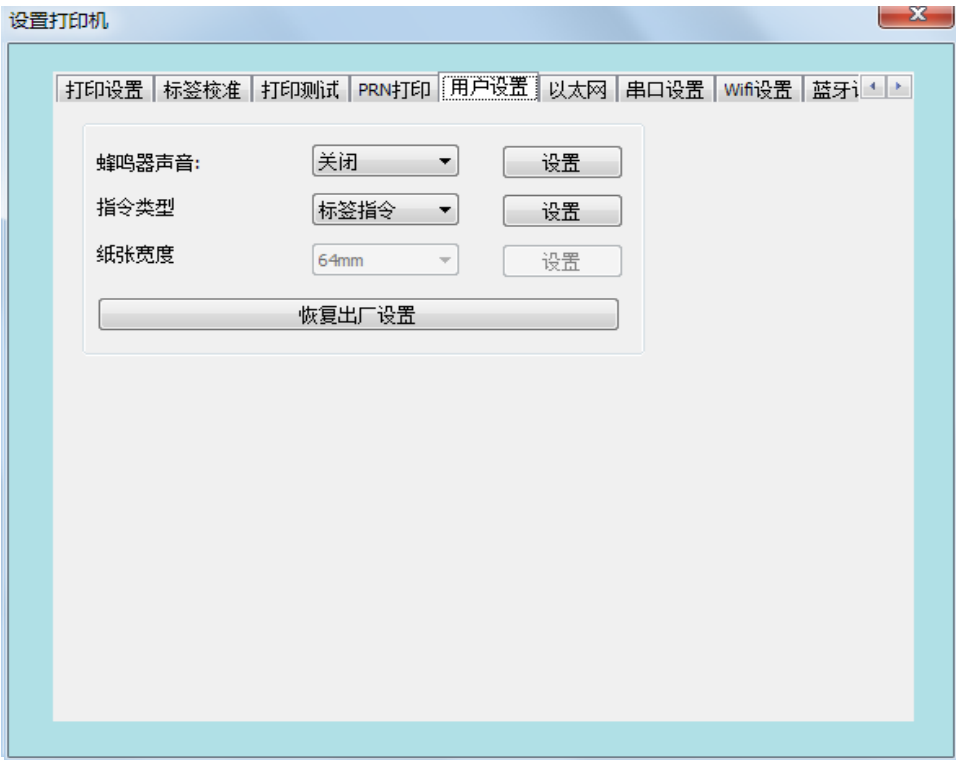 设置打印机
打印设置 标签校准 打印测试 PRN打印 用户设置 以太网 串口设置 Wifi设置 蓝牙
蜂鸣器声音: 关闭 设置
指令类型 标签指令 设置
纸张宽度 64mm 设置
恢复出厂设置